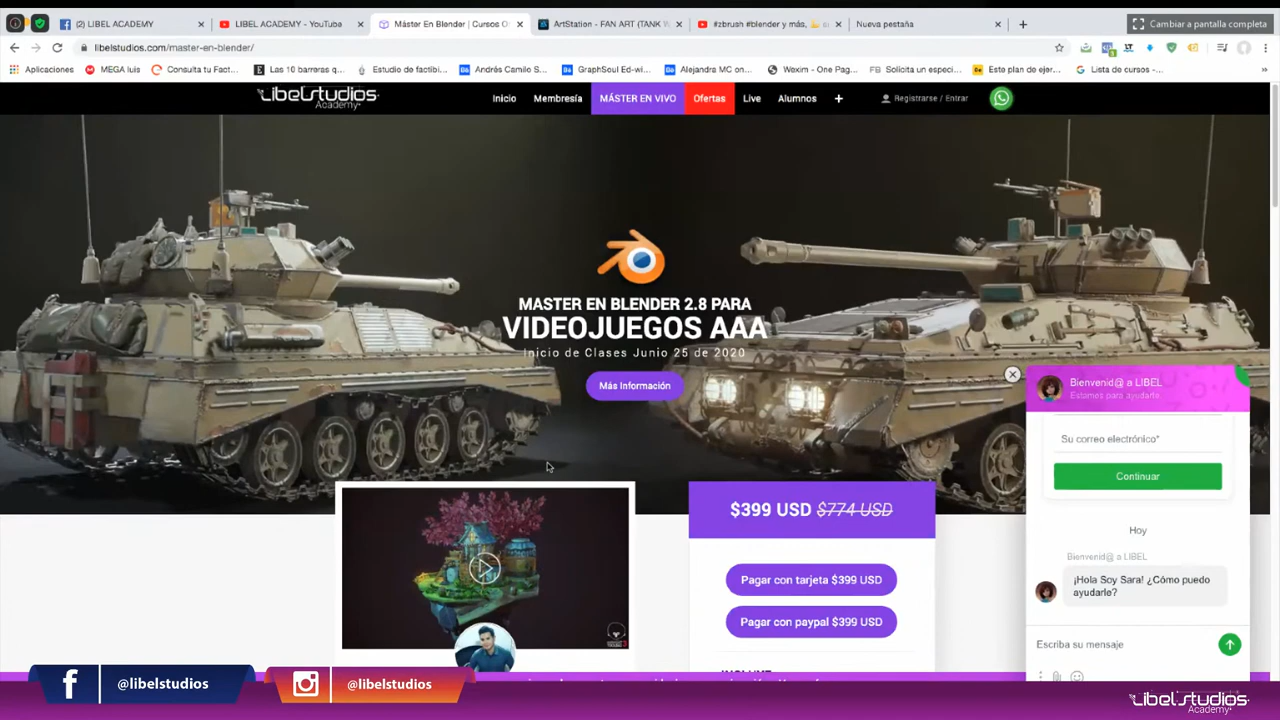 (2) LIBEL ACADEMY
LIBEL ACADEMY - YouTube
Máster En Blender | Cursos O
ArtStation - FAN ART (TANK W
#zbrush #blender y más,
Nueva pestaña
Cambiar a pantalla completa
libelstudios.com/master-en-blender/
Aplicaciones
MEGA luis
Consulta tu Fact...
Las 10 barreras q...
Estudio de factibi...
Andrés Camilo S...
GraphSoul Ed-wi...
Alejandra MC on...
Wexim - One Pag...
FB Solicita un especi...
Este plan de ejer...
Lista de cursos -...
Libelstudios
Academy
Inicio
Membresía
MÁSTER EN VIVO
Ofertas
Live
Alumnos
Registrarse / Entrar
MASTER EN BLENDER 2.8 PARA
VIDEOJUEGOS AAA
Inicio de Clases Junio 25 de 2020
Más Información
Bienvenid@ a LIBEL
Estamos para ayudarte.
Su correo electrónico*
Continuar
Hoy
Bienvenid@ a LIBEL
¡Hola Soy Sara! ¿Cómo puedo
ayudarle?
Escriba su mensaje
$399 USD $774 USD
Pagar con tarjeta $399 USD
Pagar con paypal $399 USD
@libelstudios
@libelstudios
Libelstudios
Academy